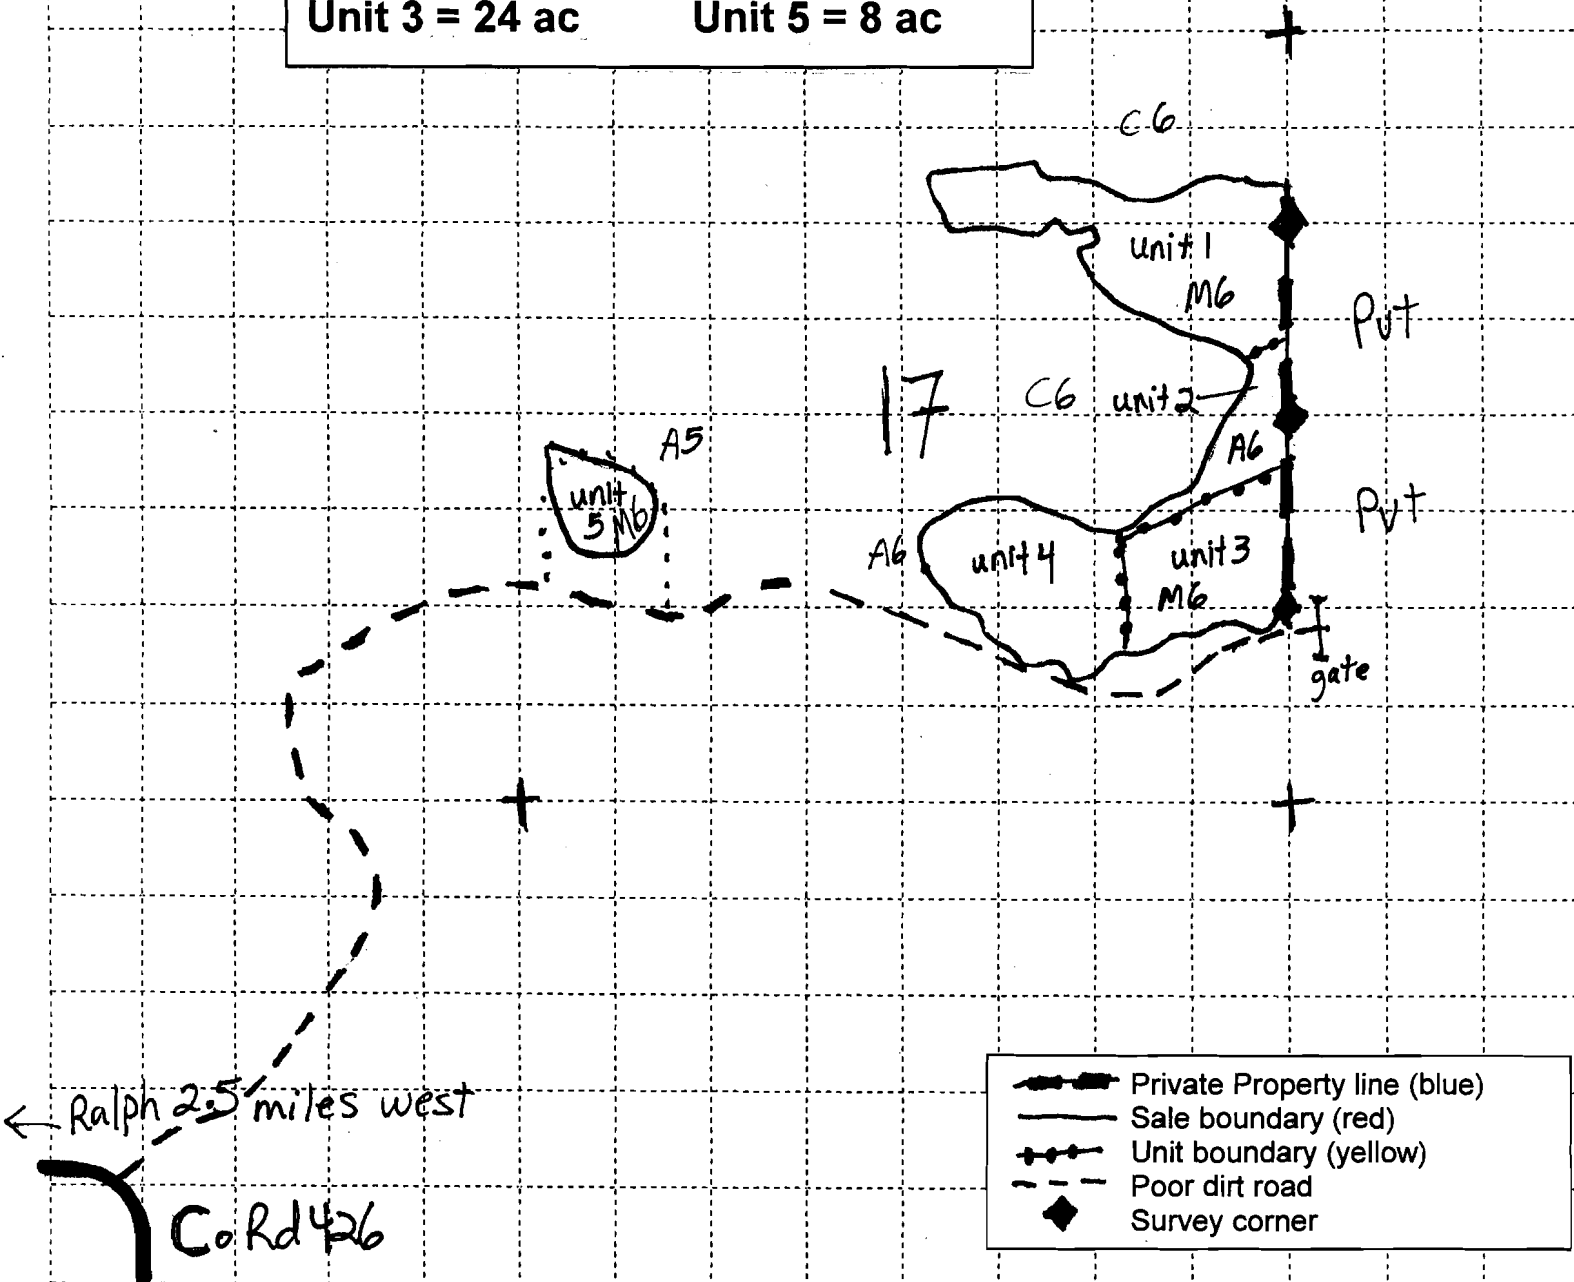 Unit 3 = 24 ac Unit 5 = 8 ac
C6
unit 1
M6
Pvt
17
C6 unit 2
A5
A6
unit
5 M6
Pvt
A6
unit 4
unit 3
M6
gate
Ralph 2.5 miles west
Co Rd 426
Private Property line (blue)
Sale boundary (red)
Unit boundary (yellow)
Poor dirt road
Survey corner